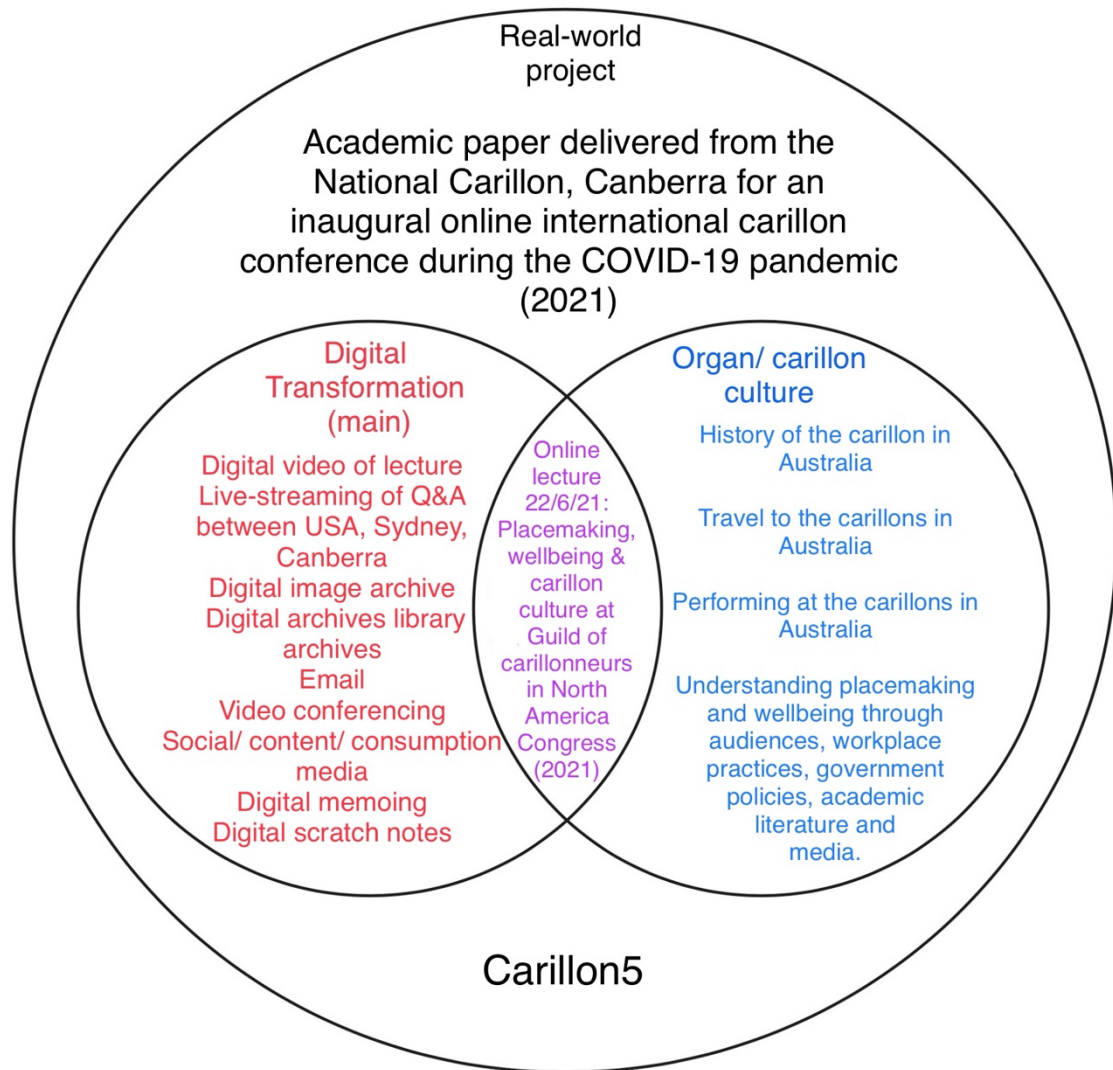 Real-world
project
Academic paper delivered from the
National Carillon, Canberra for an
inaugural online international carillon
conference during the COVID-19 pandemic
(2021)
Digital
Transformation
(main)
Digital video of lecture
Live-streaming of Q&A
between USA, Sydney,
Canberra
Digital image archive
Digital archives library
archives
Email
Video conferencing
Social/ content/ consumption
media
Digital memoing
Digital scratch notes
Online
lecture
22/6/21:
Placemaking,
wellbeing &
carillon
culture at
Guild of
carillonneurs
in North
America
Congress
(2021)
Organ/ carillon
culture
History of the carillon in
Australia
Travel to the carillons in
Australia
Performing at the carillons in
Australia
Understanding placemaking
and wellbeing through
audiences, workplace
practices, government
policies, academic
literature and
media.
Carillon5